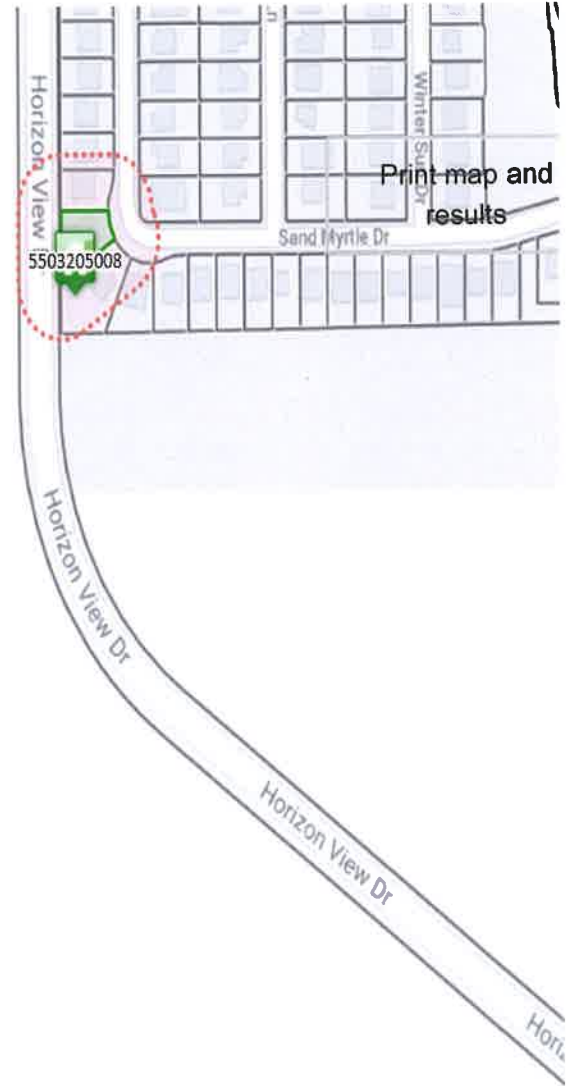 Ln
Horizon View
Winter Sun Dr
Print map and
results
Sand Myrtle Dr
5503205008
Horizon View Dr
Horizon View Dr
Hori